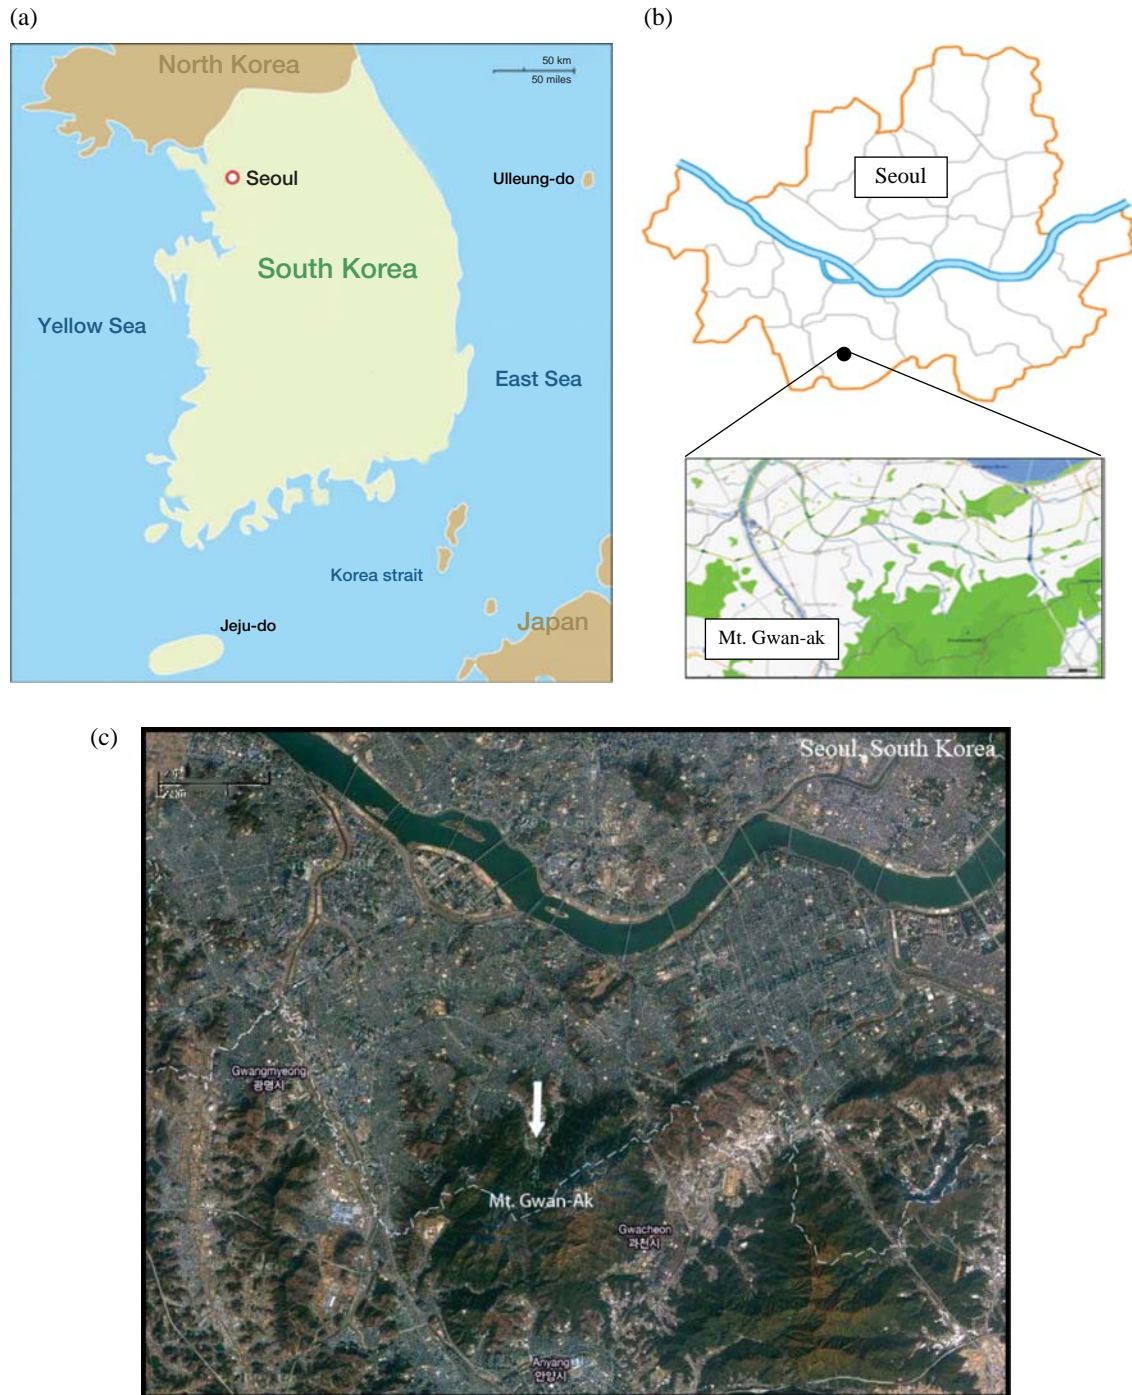 (a)
North Korea
50 km
50 miles
Seoul
Ulleung-do
South Korea
Yellow Sea
East Sea
Korea strait
Jeju-do
Japan
(b)
Seoul
Mt. Gwan-ak
(c)
Seoul, South Korea
Gwangmyeong
광명시
Mt. Gwan-Ak
Gwacheon
과천시
Anyang
안양시